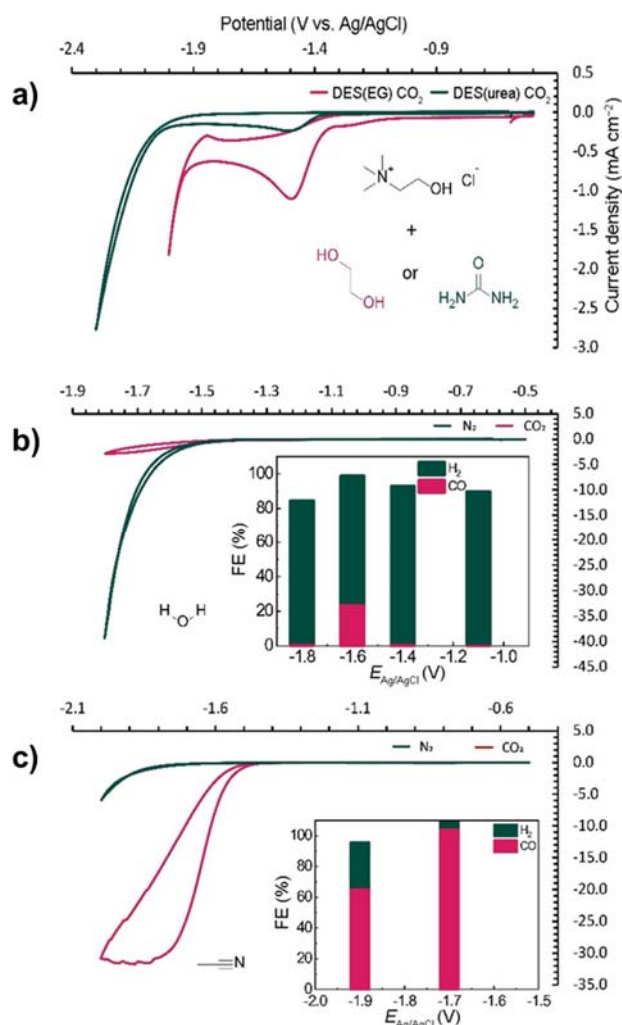 Potential (V vs. Ag/AgCl)
-2.4 -1.9 -1.4 -0.9
a)
DES(EG) CO₂ DES(urea) CO₂
0.5
0.0
-0.5
-1.0
-1.5
-2.0
-2.5
-3.0
Current density (mA cm⁻²)
N⁺ OH Cl⁻
+
HO
OH
or
O
H₂N NH₂
-1.9 -1.7 -1.5 -1.3 -1.1 -0.9 -0.7 -0.5
b)
N₂ CO₂
5.0
0.0
-5.0
-10.0
-15.0
-20.0
-25.0
-30.0
-35.0
-40.0
-45.0
H O H
H₂
CO
FE (%)
100
80
60
40
20
0
-1.8 -1.6 -1.4 -1.2 -1.0
E Ag/AgCl (V)
-2.1 -1.6 -1.1 -0.6
c)
N₂ CO₂
5.0
0.0
-5.0
-10.0
-15.0
-20.0
-25.0
-30.0
-35.0
N
H₂
CO
FE (%)
100
80
60
40
20
0
-2.0 -1.9 -1.8 -1.7 -1.6 -1.5
E Ag/AgCl (V)